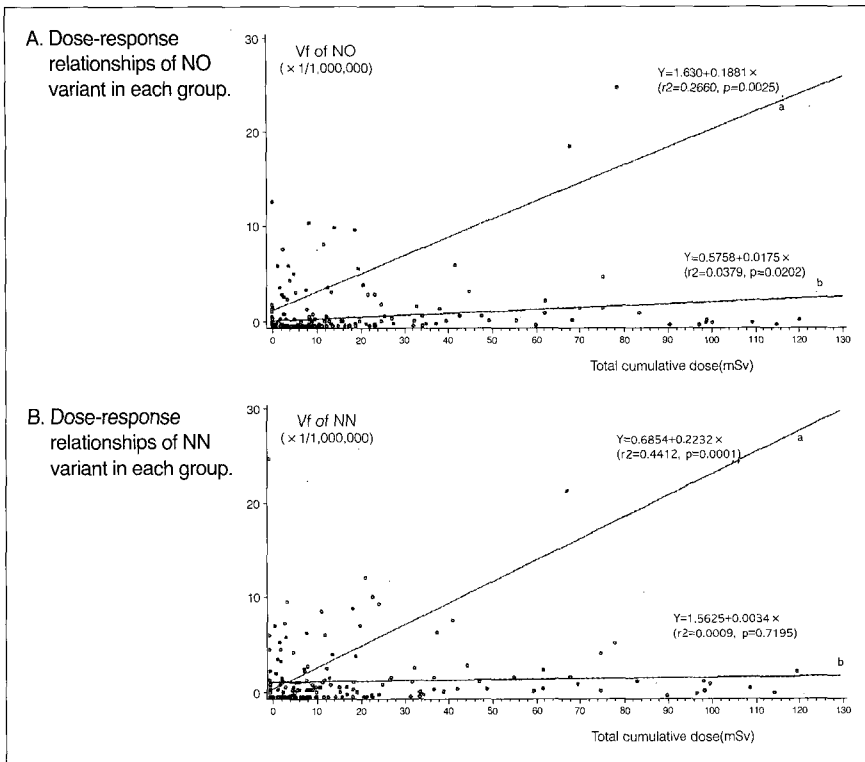 A. Dose-response
relationships of NO
variant in each group.
Vf of NO
(×1/1,000,000)
30
20
10
0
Y=1.630+0.1881×
(r2=0.2660, p=0.0025)
a
Y=0.5758+0.0175×
(r2=0.0379, p=0.0202)
b
0 10 20 30 40 50 60 70 80 90 100 110 120 130
Total cumulative dose(mSv)
B. Dose-response
relationships of NN
variant in each group.
Vf of NN
(×1/1,000,000)
30
20
10
0
Y=0.6854+0.2232×
(r2=0.4412, p=0.0001)
a
Y=1.5625+0.0034×
(r2=0.0009, p=0.7195)
b
0 10 20 30 40 50 60 70 80 90 100 110 120 130
Total cumulative dose(mSv)